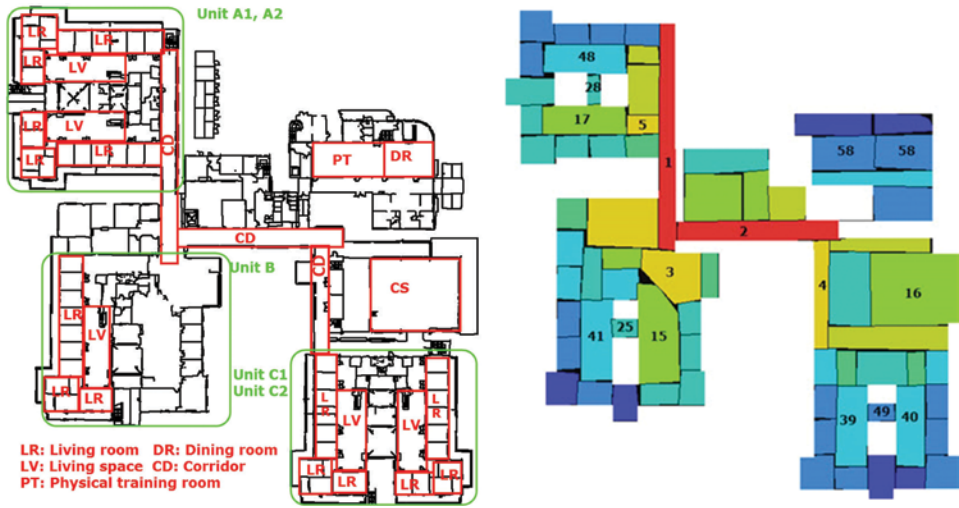 Unit A1, A2
LR
LR
LR
LV
LR
LV
LR
LR
CD
PT
DR
CD
CD
Unit B
CS
LR
LV
LR
LR
Unit C1
Unit C2
L
R
LV
LV
L
R
LR
LR
LR
LR
LR: Living room DR: Dining room
LV: Living space CD: Corridor
PT: Physical training room
48
28
17
5
1
58
58
2
3
4
16
41
25
15
39
49
40